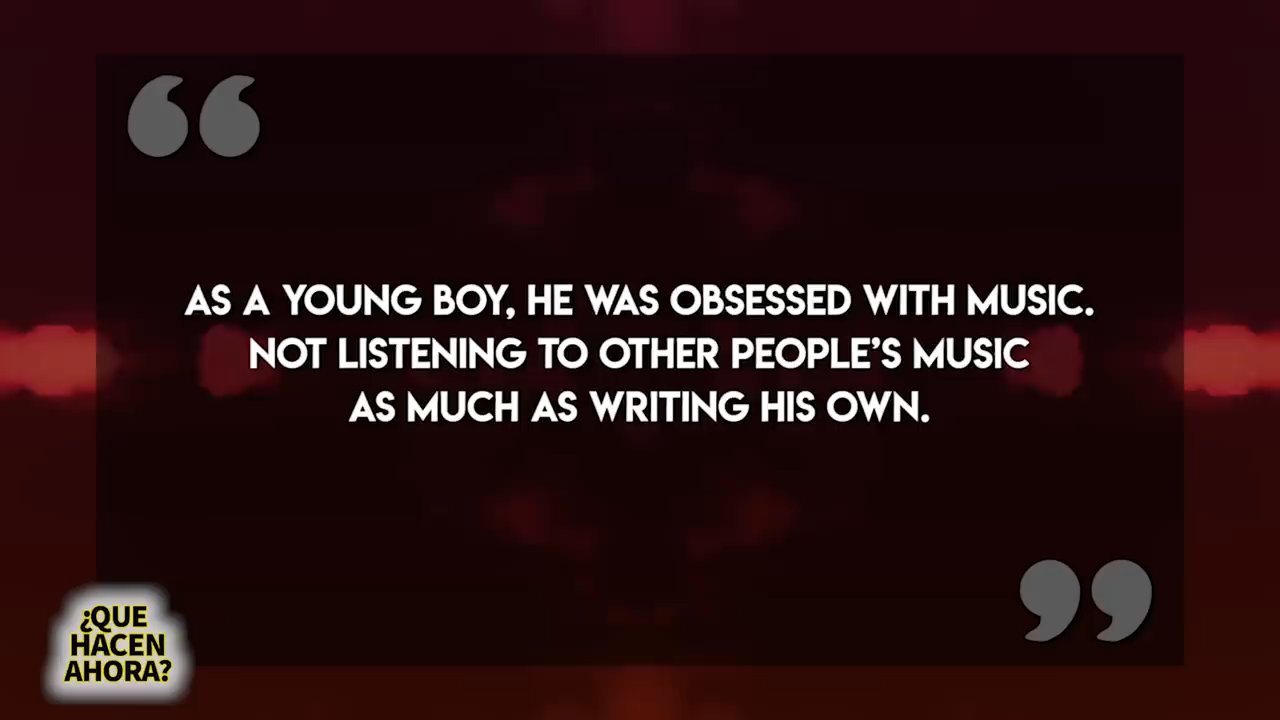 AS A YOUNG BOY, HE WAS OBSESSED WITH MUSIC.
NOT LISTENING TO OTHER PEOPLE’S MUSIC
AS MUCH AS WRITING HIS OWN.
¿QUE
HACEN
AHORA?